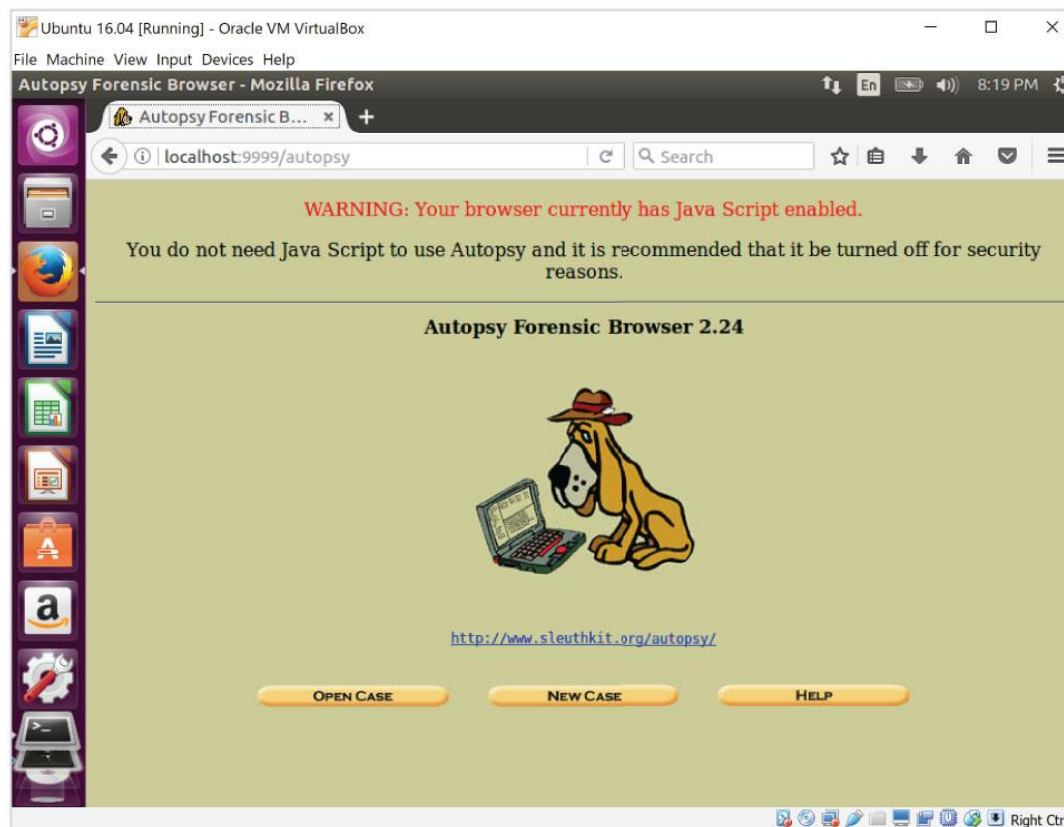 Ubuntu 16.04 [Running] - Oracle VM VirtualBox
File Machine View Input Devices Help
Autopsy Forensic Browser - Mozilla Firefox
En
8:19 PM
Autopsy Forensic B...
localhost:9999/autopsy
Search
WARNING: Your browser currently has Java Script enabled.
You do not need Java Script to use Autopsy and it is recommended that it be turned off for security
reasons.
Autopsy Forensic Browser 2.24
http://www.sleuthkit.org/autopsy/
OPEN CASE
NEW CASE
HELP
Right Ctr